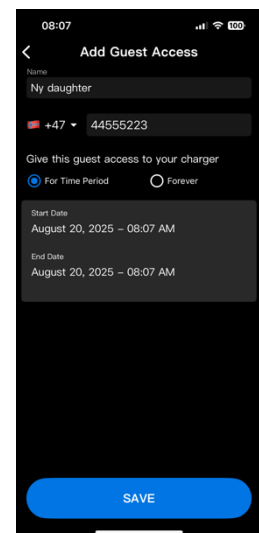 08:07
100
Add Guest Access
Name
Ny daughter
+47 44555223
Give this guest access to your charger
For Time Period Forever
Start Date
August 20, 2025 – 08:07 AM
End Date
August 20, 2025 – 08:07 AM
SAVE